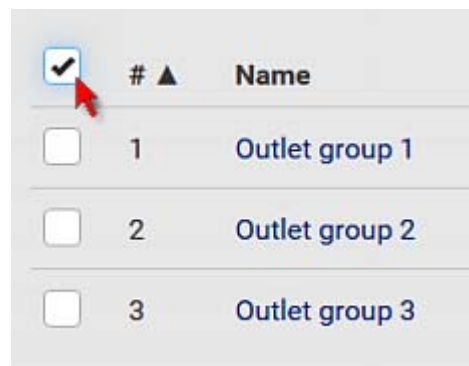 # ▲ Name
1 Outlet group 1
2 Outlet group 2
3 Outlet group 3